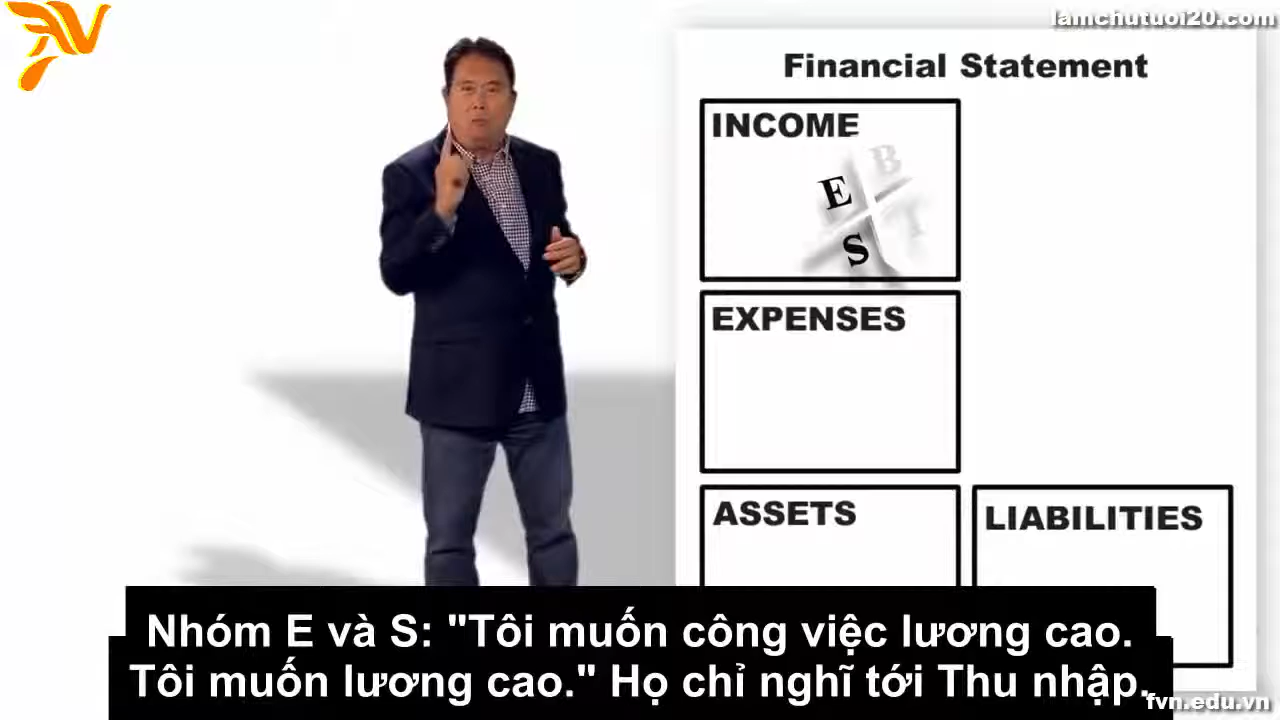 lamchutuoi20.com
Financial Statement
INCOME
E
B
S
EXPENSES
ASSETS
LIABILITIES
Nhóm E và S: "Tôi muốn công việc lương cao.
Tôi muốn lương cao." Họ chỉ nghĩ tới Thu nhập.
fvn.edu.vn